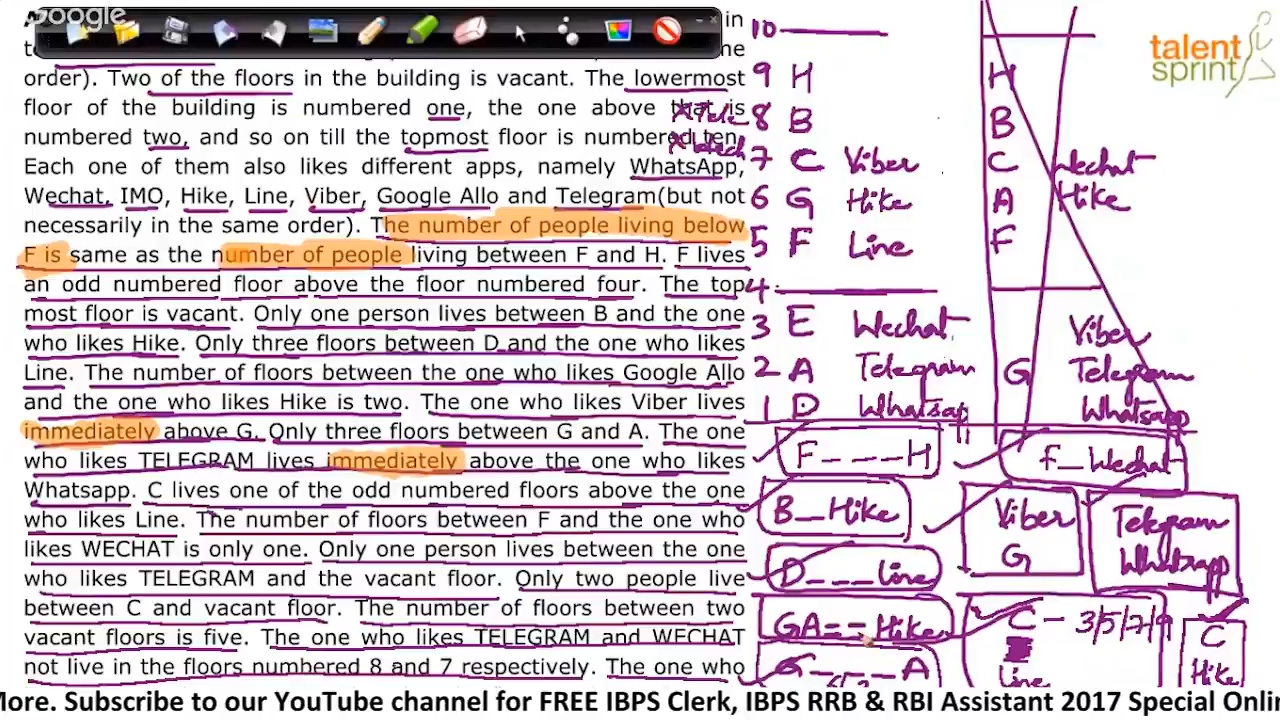 Google
in
te
me
order). Two of the floors in the building is vacant. The lowermost
floor of the building is numbered one, the one above that is
numbered two, and so on till the topmost floor is numbered ten.
Each one of them also likes different apps, namely WhatsApp,
Wechat, IMO, Hike, Line, Viber, Google Allo and Telegram(but not
necessarily in the same order). The number of people living below
F is same as the number of people living between F and H. F lives
an odd numbered floor above the floor numbered four. The top
most floor is vacant. Only one person lives between B and the one
who likes Hike. Only three floors between D and the one who likes
Line. The number of floors between the one who likes Google Allo
and the one who likes Hike is two. The one who likes Viber lives
immediately above G. Only three floors between G and A. The one
who likes TELEGRAM lives immediately above the one who likes
Whatsapp. C lives one of the odd numbered floors above the one
who likes Line. The number of floors between F and the one who
likes WECHAT is only one. Only one person lives between the one
who likes TELEGRAM and the vacant floor. Only two people live
between C and vacant floor. The number of floors between two
vacant floors is five. The one who likes TELEGRAM and WECHAT
not live in the floors numbered 8 and 7 respectively. The one who
10
9 H
x Tele 8 B
x Wech 7 C Viber
6 G Hike
5 F Line
4
3 E Wechat
2 A Telegram
1 D Whatsap
H
B
C Wechat
A Hike
F
Viber
G Telegram
Whatsapp
F _ _ _ H
F _ Wechat
B _ Hike
Viber
G
Telegram
Whatsapp
D _ _ _ Line
GA = = Hike
C - 3/5/7/9
Line
C
Hike
G _ _ _ A
talent
sprint
More. Subscribe to our YouTube channel for FREE IBPS Clerk, IBPS RRB & RBI Assistant 2017 Special Onli